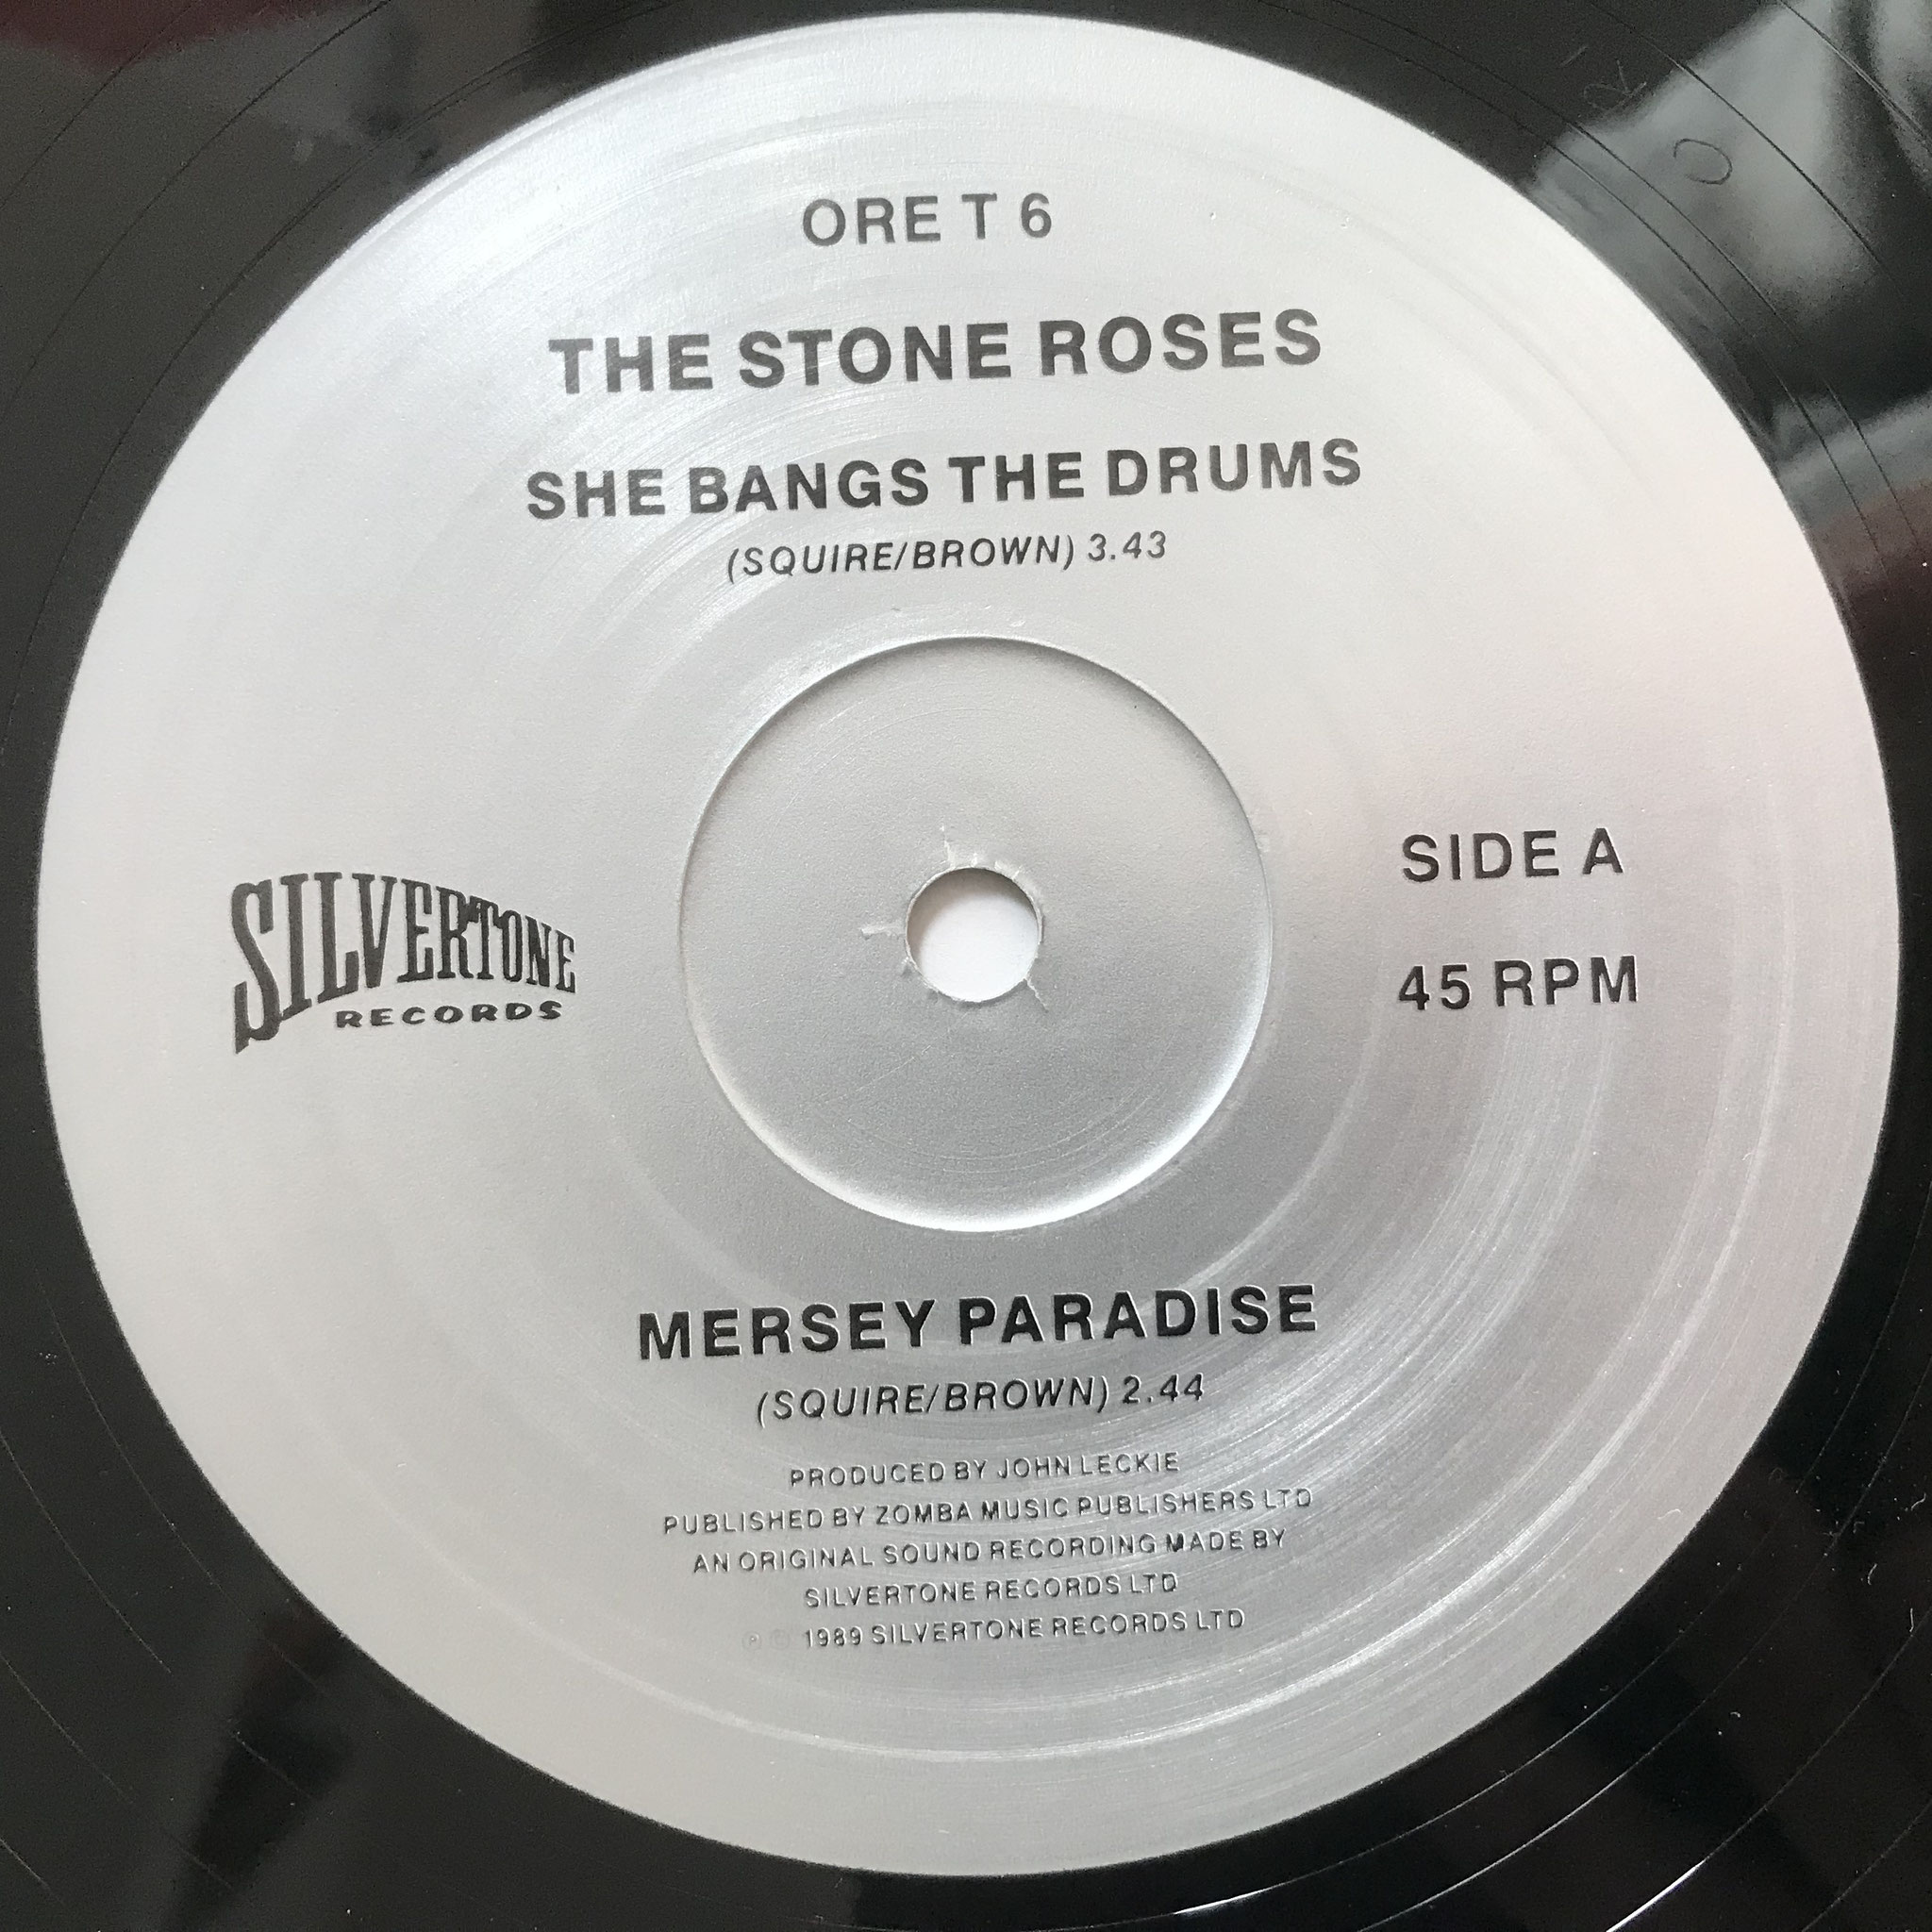 ORE T 6
THE STONE ROSES
SHE BANGS THE DRUMS
(SQUIRE/BROWN) 3.43
SILVERTONE
RECORDS
SIDE A
45 RPM
MERSEY PARADISE
(SQUIRE/BROWN) 2.44
PRODUCED BY JOHN LECKIE
PUBLISHED BY ZOMBA MUSIC PUBLISHERS LTD
AN ORIGINAL SOUND RECORDING MADE BY
SILVERTONE RECORDS LTD
℗ © 1989 SILVERTONE RECORDS LTD